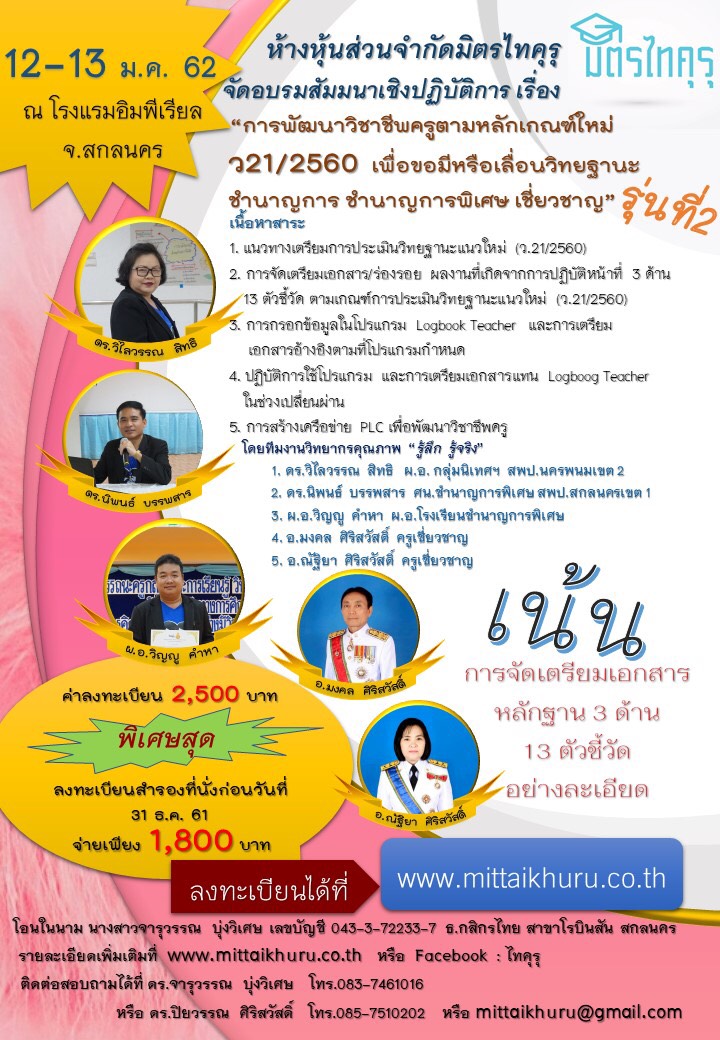 12-13 ม.ค. 62
ณ โรงแรมอิมพีเรียล
จ.สกลนคร
มิตรไทคุรุ
ห้างหุ้นส่วนจำกัดมิตรไทคุรุ
จัดอบรมสัมมนาเชิงปฏิบัติการ เรื่อง
“การพัฒนาวิชาชีพครูตามหลักเกณฑ์ใหม่
ว21/2560 เพื่อขอมีหรือเลื่อนวิทยฐานะ
ชำนาญการ ชำนาญการพิเศษ เชี่ยวชาญ” รุ่นที่2
เนื้อหาสาระ
1. แนวทางเตรียมการประเมินวิทยฐานะแนวใหม่ (ว.21/2560)
2. การจัดเตรียมเอกสาร/ร่องรอย ผลงานที่เกิดจากการปฏิบัติหน้าที่ 3 ด้าน
13 ตัวชี้วัด ตามเกณฑ์การประเมินวิทยฐานะแนวใหม่ (ว.21/2560)
3. การกรอกข้อมูลในโปรแกรม Logbook Teacher และการเตรียม
เอกสารอ้างอิงตามที่โปรแกรมกำหนด
4. ปฏิบัติการใช้โปรแกรม และการเตรียมเอกสารแทน Logboog Teacher
ในช่วงเปลี่ยนผ่าน
5. การสร้างเครือข่าย PLC เพื่อพัฒนาวิชาชีพครู
โดยทีมงานวิทยากรคุณภาพ “รู้ลึก รู้จริง”
1. ดร.วิไลวรรณ สิทธิ ผ.อ. กลุ่มนิเทศฯ สพป.นครพนมเขต 2
2. ดร.นิพนธ์ บรรพสาร ศน.ชำนาญการพิเศษ สพป.สกลนครเขต 1
3. ผ.อ.วิญญู คำหา ผ.อ.โรงเรียนชำนาญการพิเศษ
4. อ.มงคล ศิริสวัสดิ์ ครูเชี่ยวชาญ
5. อ.ณัฐิยา ศิริสวัสดิ์ ครูเชี่ยวชาญ
ดร.วิไลวรรณ สิทธิ
ดร.นิพนธ์ บรรพสาร
ผ.อ.วิญญู คำหา
อ.มงคล ศิริสวัสดิ์
อ.ณัฐิยา ศิริสวัสดิ์
เน้น
การจัดเตรียมเอกสาร
หลักฐาน 3 ด้าน
13 ตัวชี้วัด
อย่างละเอียด
ค่าลงทะเบียน 2,500 บาท
พิเศษสุด
ลงทะเบียนสำรองที่นั่งก่อนวันที่
31 ธ.ค. 61
จ่ายเพียง 1,800 บาท
ลงทะเบียนได้ที่
www.mittaikhuru.co.th
โอนในนาม นางสาวจารุวรรณ บุ่งวิเศษ เลขบัญชี 043-3-72233-7 ธ.กสิกรไทย สาขาโรบินสัน สกลนคร
รายละเอียดเพิ่มเติมที่ www.mittaikhuru.co.th หรือ Facebook : ไทคุรุ
ติดต่อสอบถามได้ที่ ดร.จารุวรรณ บุ่งวิเศษ โทร.083-7461016
หรือ ดร.ปิยวรรณ ศิริสวัสดิ์ โทร.085-7510202 หรือ mittaikhuru@gmail.com